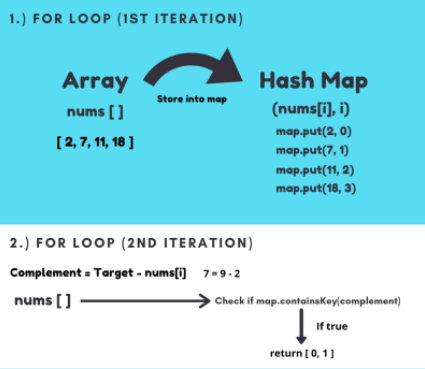 1.) FOR LOOP (1ST ITERATION)
Array
Hash Map
Store into map
nums [ ]
(nums[i], i)
[ 2, 7, 11, 18 ]
map.put(2, 0)
map.put(7, 1)
map.put(11, 2)
map.put(18, 3)
2.) FOR LOOP (2ND ITERATION)
Complement = Target - nums[i] 7 = 9 - 2
nums [ ] Check if map.containsKey(complement)
If true
return [ 0, 1 ]